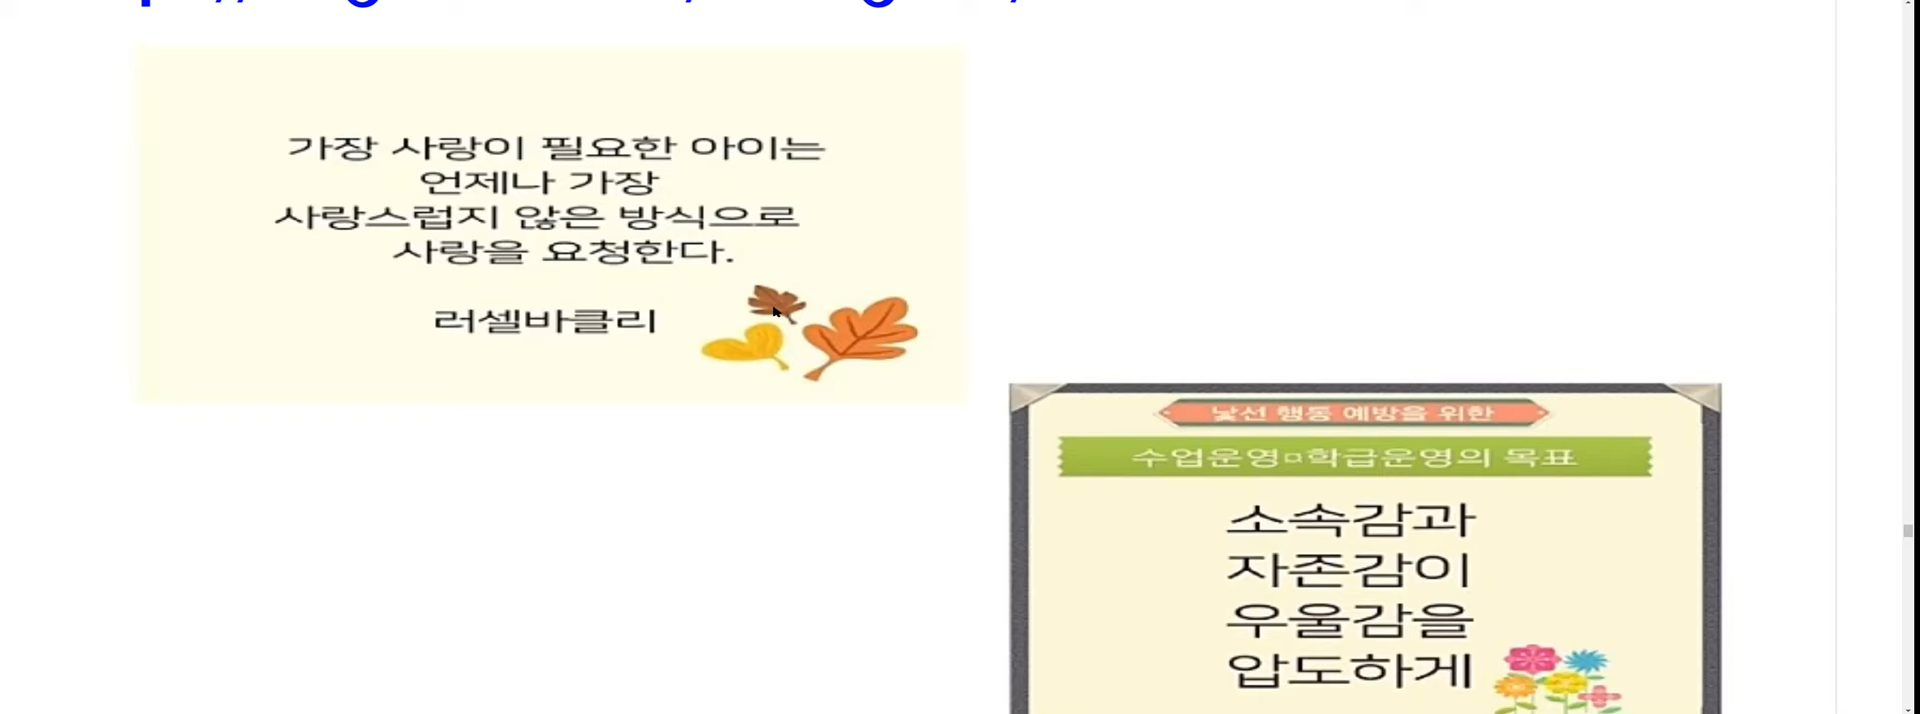 가장 사랑이 필요한 아이는
언제나 가장
사랑스럽지 않은 방식으로
사랑을 요청한다.
러셀바클리
낯선 행동 예방을 위한
수업운영¤학급운영의 목표
소속감과
자존감이
우울감을
압도하게